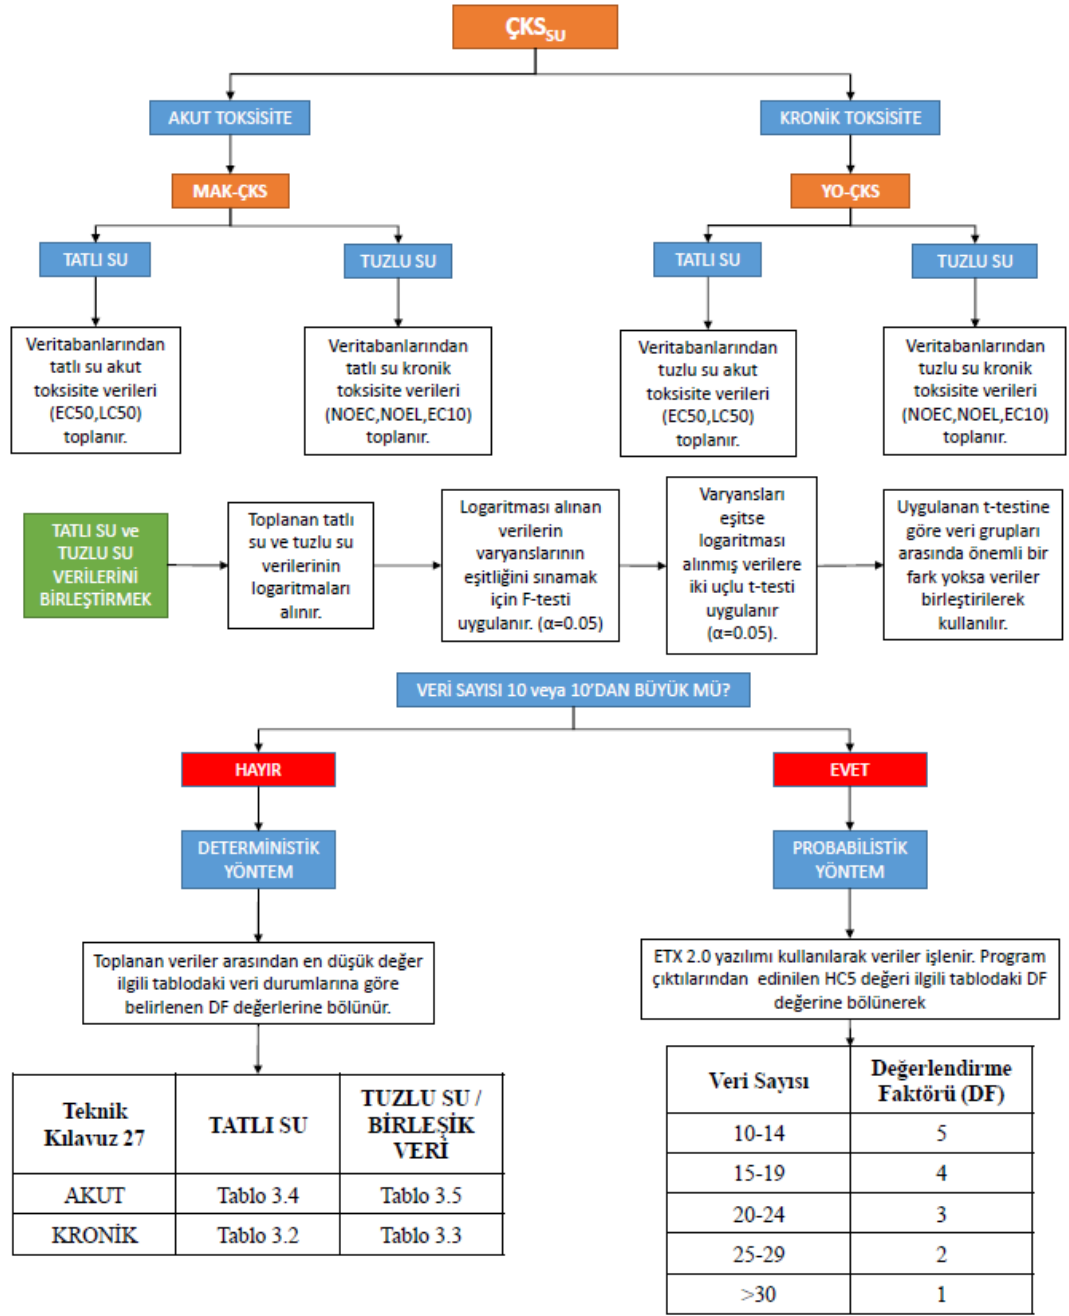 ÇKSSU
AKUT TOKSİSİTE
KRONİK TOKSİSİTE
MAK-ÇKS
YO-ÇKS
TATLI SU
TUZLU SU
TATLI SU
TUZLU SU
Veritabanlarından
tatlı su akut
toksisite verileri
(EC50,LC50)
toplanır.
Veritabanlarından
tatlı su kronik
toksisite verileri
(NOEC,NOEL,EC10)
toplanır.
Veritabanlarından
tuzlu su akut
toksisite verileri
(EC50,LC50)
toplanır.
Veritabanlarından
tuzlu su kronik
toksisite verileri
(NOEC,NOEL,EC10)
toplanır.
TATLI SU ve
TUZLU SU
VERİLERİNİ
BİRLEŞTİRMEK
Toplanan tatlı
su ve tuzlu su
verilerinin
logaritmaları
alınır.
Logaritması alınan
verilerin
varyanslarının
eşitliğini sınamak
için F-testi
uygulanır. (α=0.05)
Varyansları
eşitse
logaritması
alınmış verilere
iki uçlu t-testi
uygulanır
(α=0.05).
Uygulanan t-testine
göre veri grupları
arasında önemli bir
fark yoksa veriler
birleştirilerek
kullanılır.
VERİ SAYISI 10 veya 10’DAN BÜYÜK MÜ?
HAYIR
EVET
DETERMİNİSTİK
YÖNTEM
PROBABİLİSTİK
YÖNTEM
Toplanan veriler arasından en düşük değer
ilgili tablodaki veri durumlarına göre
belirlenen DF değerlerine bölünür.
ETX 2.0 yazılımı kullanılarak veriler işlenir. Program
çıktılarından edinilen HC5 değeri ilgili tablodaki DF
değerine bölünerek
Teknik
Kılavuz 27
TATLI SU
TUZLU SU /
BİRLEŞİK
VERİ
AKUT Tablo 3.4 Tablo 3.5
KRONİK Tablo 3.2 Tablo 3.3
Veri Sayısı
Değerlendirme
Faktörü (DF)
10-14 5
15-19 4
20-24 3
25-29 2
>30 1